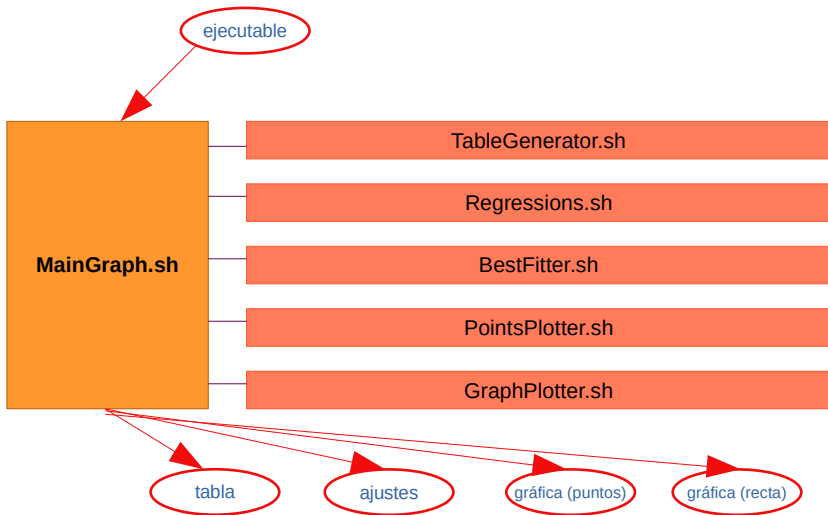 ejecutable
TableGenerator.sh
Regressions.sh
MainGraph.sh
BestFitter.sh
PointsPlotter.sh
GraphPlotter.sh
tabla
ajustes
gráfica (puntos)
gráfica (recta)